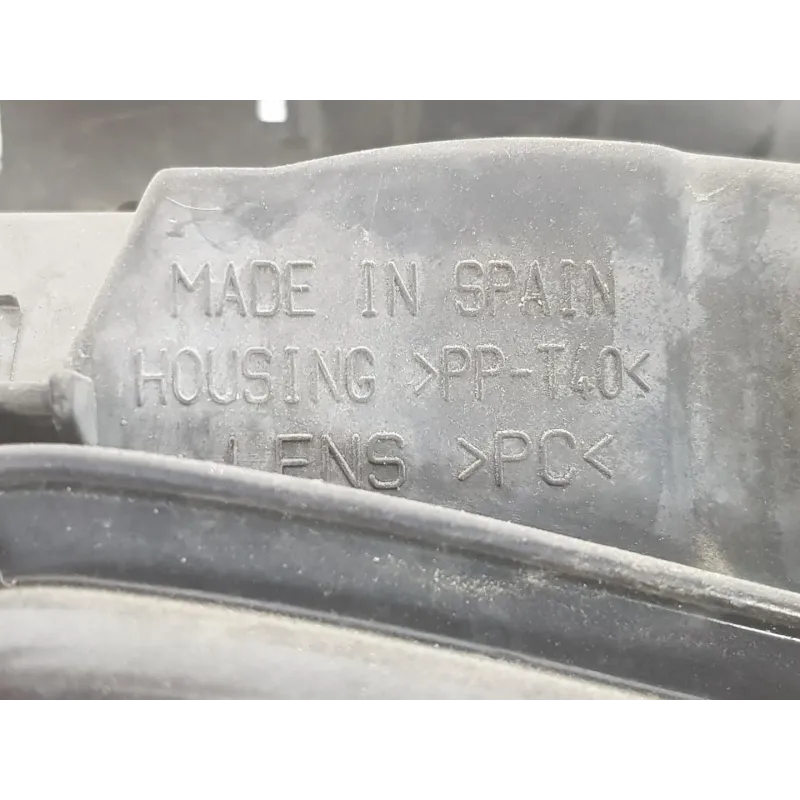 MADE IN SPAIN
HOUSING >PP-T40<
LENS >PC<